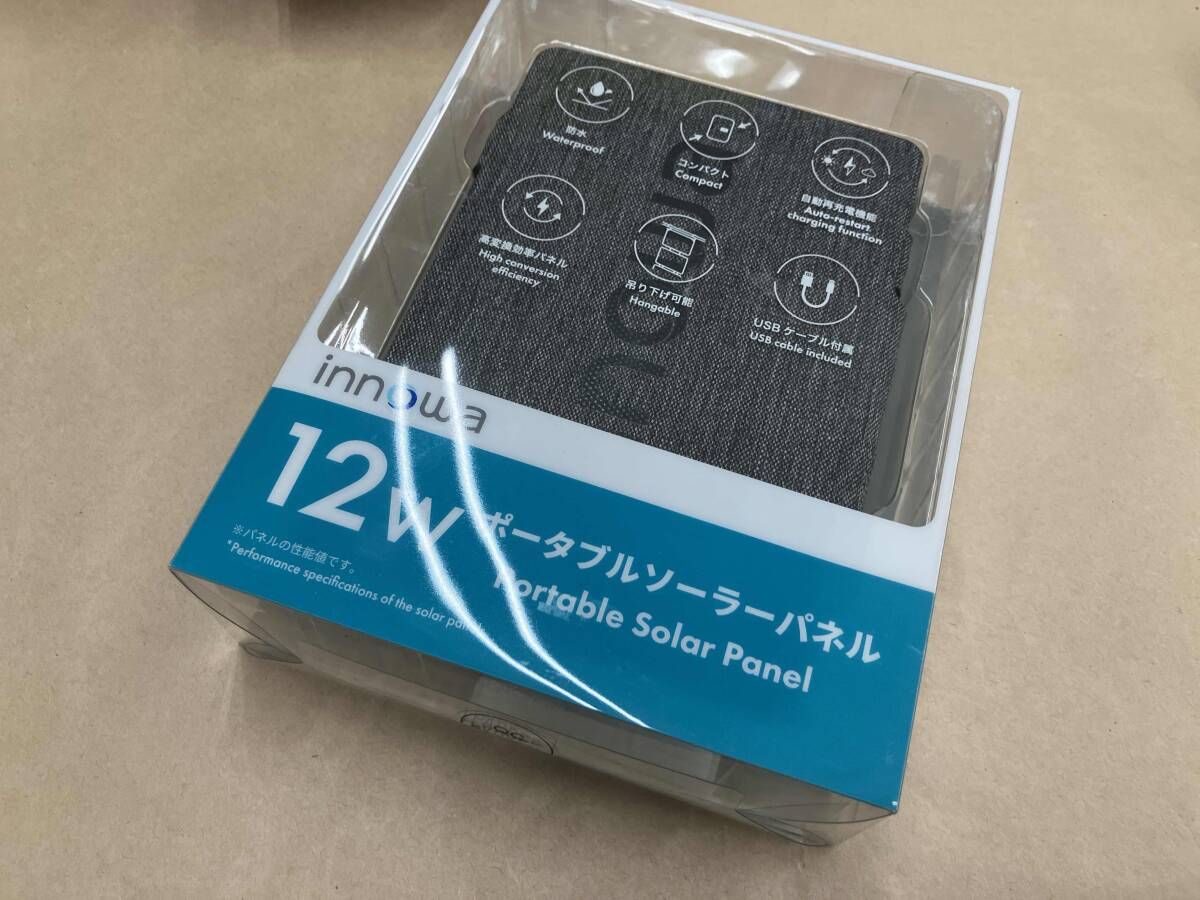 防水
Waterproof
コンパクト
Compact
自動再充電機能
Auto-restart
charging function
高変換効率パネル
High conversion
efficiency
吊り下げ可能
Hangable
USB ケーブル付属
USB cable included
innowa
12W ポータブルソーラーパネル
Portable Solar Panel
※パネルの性能値です。
*Performance specifications of the solar panel.